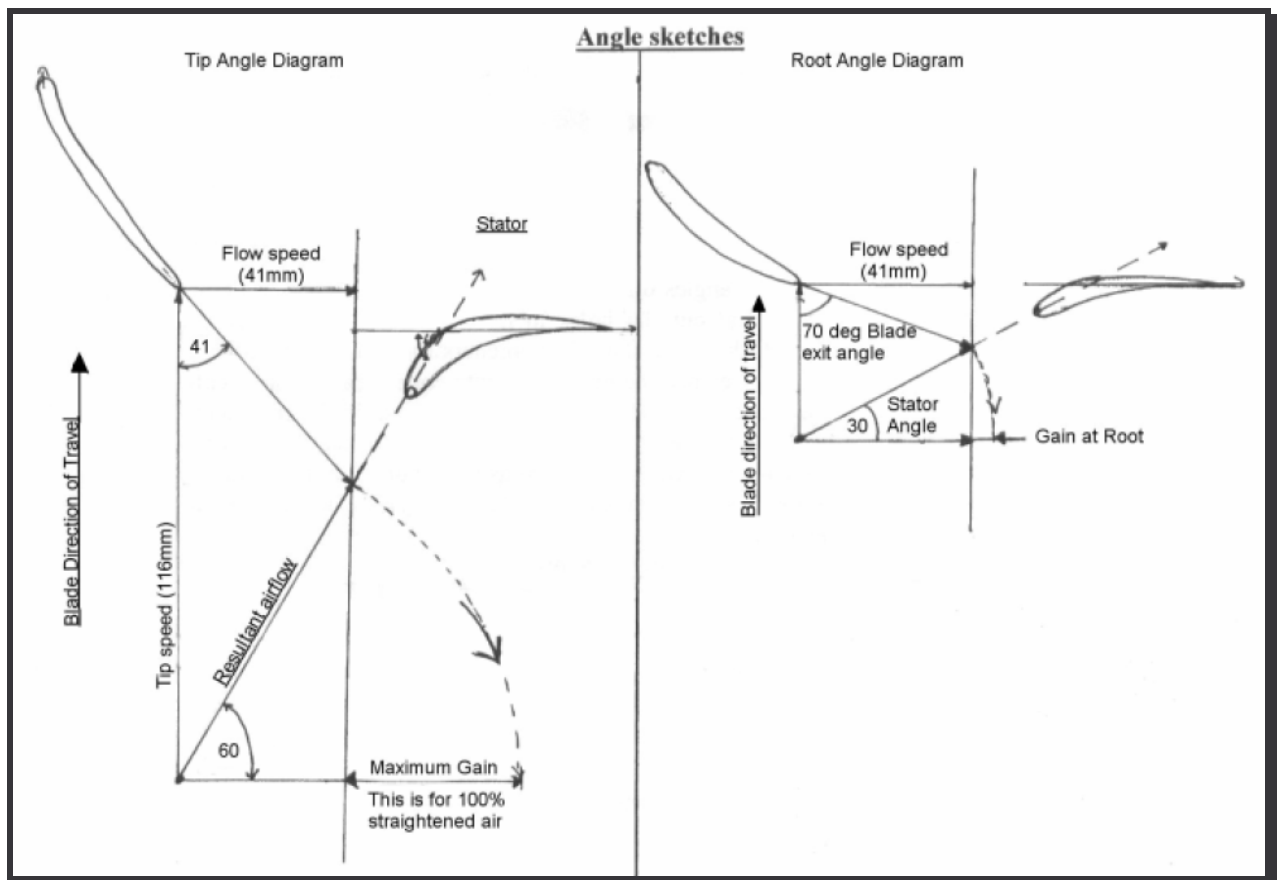 Angle sketches
Tip Angle Diagram
Stator
Flow speed
(41mm)
41
Blade Direction of Travel
Tip speed (116mm)
Resultant airflow
60
Maximum Gain
This is for 100%
straightened air
Root Angle Diagram
Flow speed
(41mm)
70 deg Blade
exit angle
Blade direction of travel
Stator
Angle
30
Gain at Root